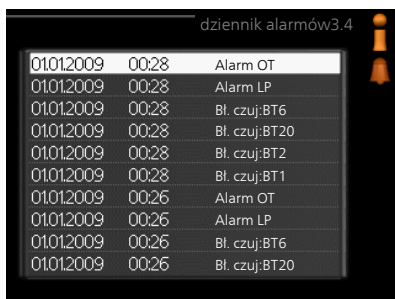 dziennik alarmów3.4
01.01.2009 00:28 Alarm OT
01.01.2009 00:28 Alarm LP
01.01.2009 00:28 Bł. czuj:BT6
01.01.2009 00:28 Bł. czuj:BT20
01.01.2009 00:28 Bł. czuj:BT2
01.01.2009 00:28 Bł. czuj:BT1
01.01.2009 00:26 Alarm OT
01.01.2009 00:26 Alarm LP
01.01.2009 00:26 Bł. czuj:BT6
01.01.2009 00:26 Bł. czuj:BT20